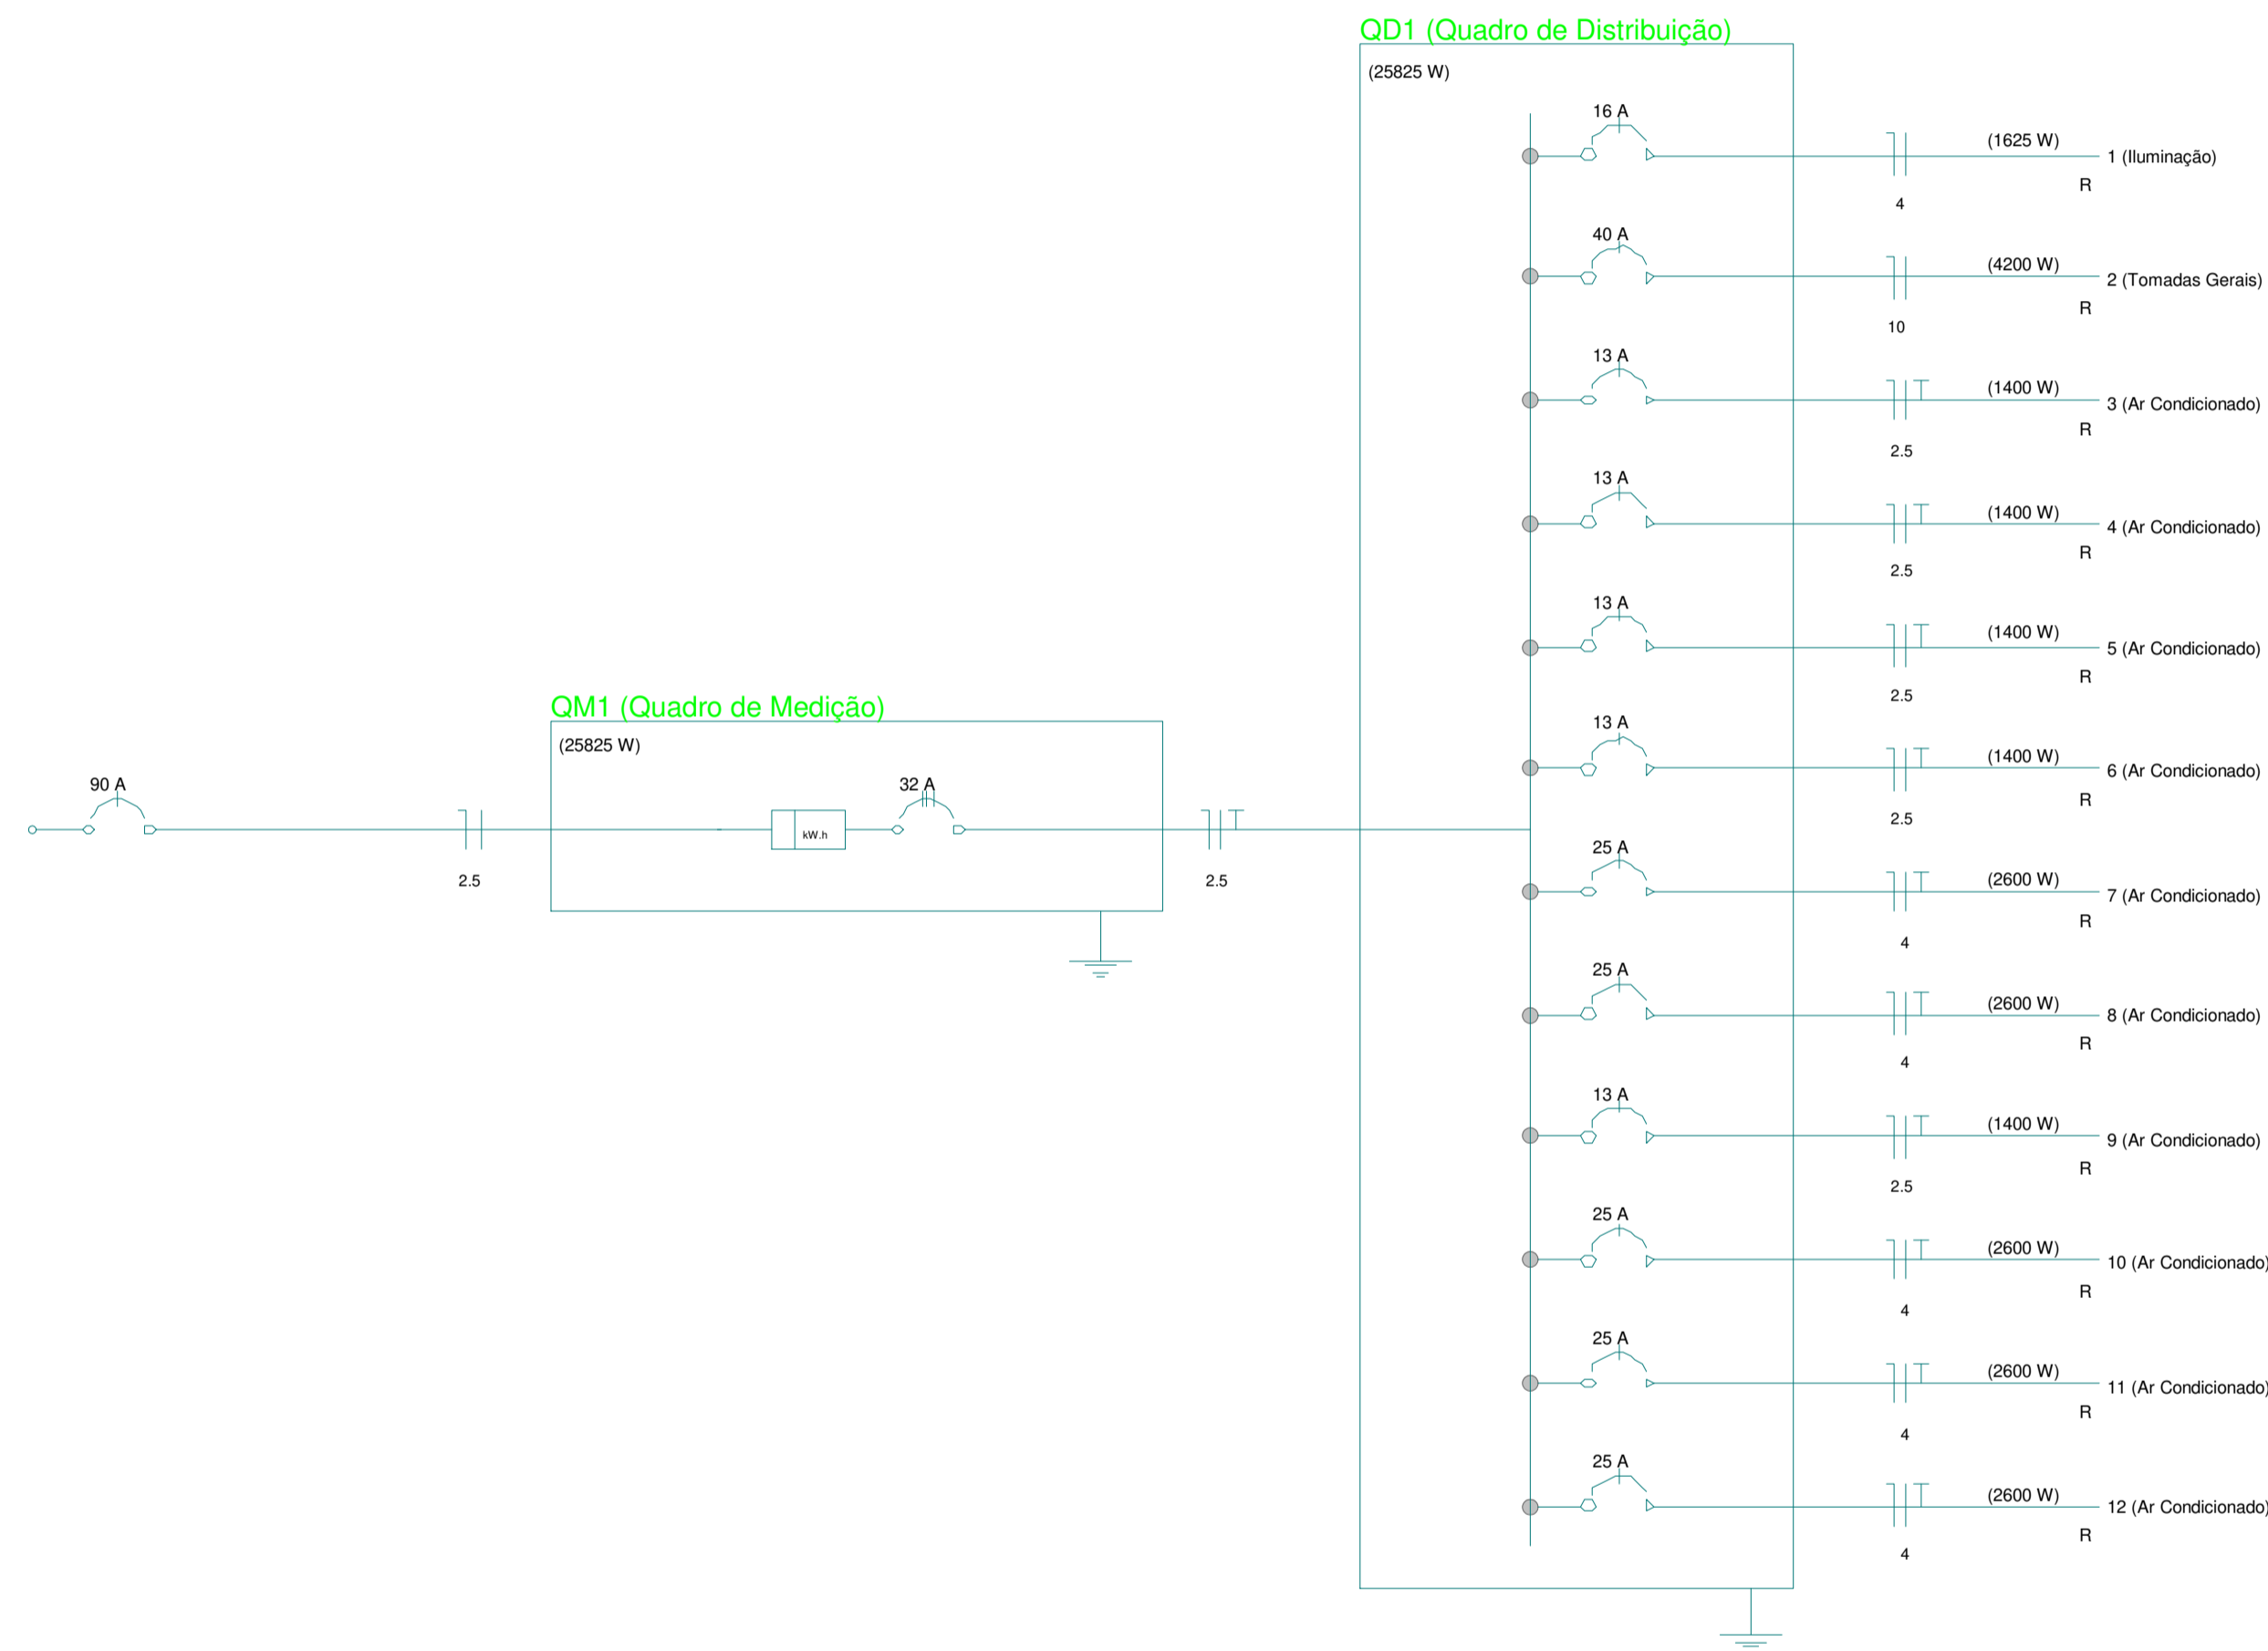 QD1 (Quadro de Distribuição)
(25825 W)
16 A
(1625 W)
1 (Iluminação)
R
4
40 A
(4200 W)
2 (Tomadas Gerais)
R
10
13 A
(1400 W)
3 (Ar Condicionado)
R
2.5
13 A
(1400 W)
4 (Ar Condicionado)
R
2.5
13 A
(1400 W)
5 (Ar Condicionado)
R
2.5
13 A
(1400 W)
6 (Ar Condicionado)
R
2.5
25 A
(2600 W)
7 (Ar Condicionado)
R
4
25 A
(2600 W)
8 (Ar Condicionado)
R
4
13 A
(1400 W)
9 (Ar Condicionado)
R
2.5
25 A
(2600 W)
10 (Ar Condicionado)
R
4
25 A
(2600 W)
11 (Ar Condicionado)
R
4
25 A
(2600 W)
12 (Ar Condicionado)
R
4
QM1 (Quadro de Medição)
(25825 W)
90 A
32 A
kW.h
2.5
2.5